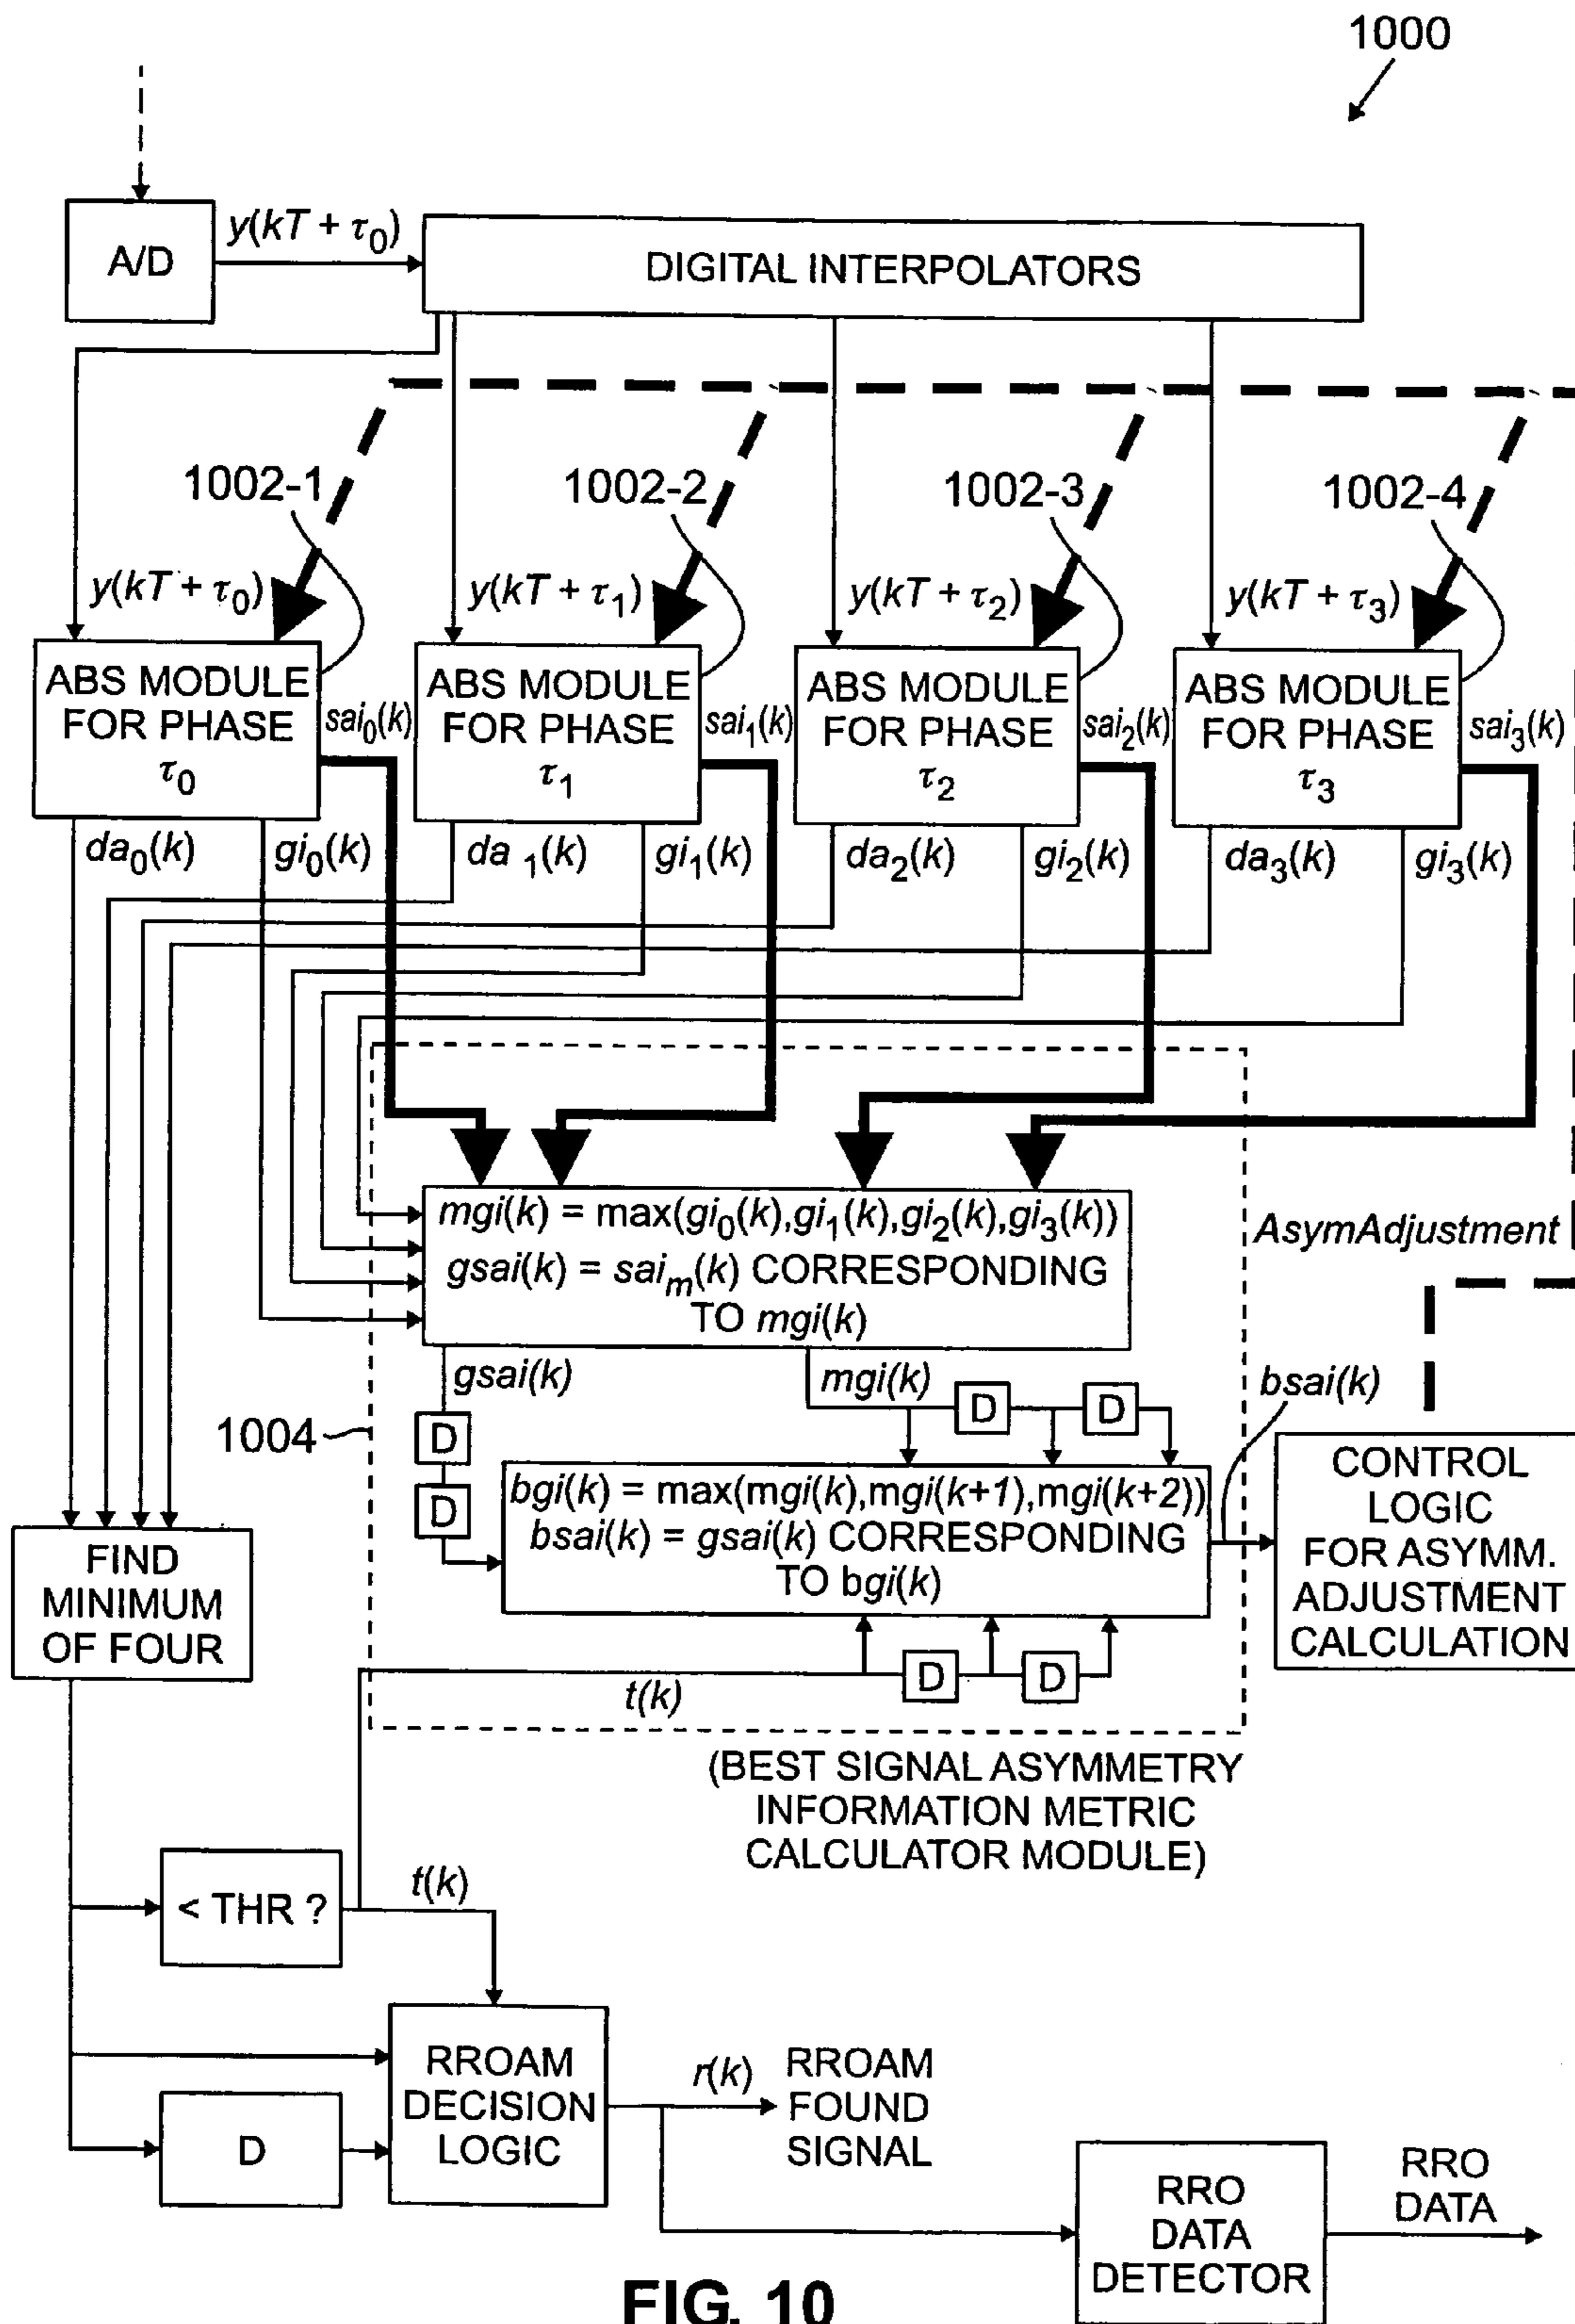 1000
A/D
y(kT + τ0)
DIGITAL INTERPOLATORS
1002-1
1002-2
1002-3
1002-4
y(kT + τ0)
y(kT + τ1)
y(kT + τ2)
y(kT + τ3)
ABS MODULE
FOR PHASE
τ0
sai0(k)
ABS MODULE
FOR PHASE
τ1
sai1(k)
ABS MODULE
FOR PHASE
τ2
sai2(k)
ABS MODULE
FOR PHASE
τ3
sai3(k)
da0(k)
gi0(k)
da 1(k)
gi1(k)
da2(k)
gi2(k)
da3(k)
gi3(k)
mgi(k) = max(gi0(k),gi1(k),gi2(k),gi3(k))
gsai(k) = saim(k) CORRESPONDING
TO mgi(k)
AsymAdjustment
gsai(k)
mgi(k)
D
D
bsai(k)
1004
D
D
bgi(k) = max(mgi(k),mgi(k+1),mgi(k+2))
bsai(k) = gsai(k) CORRESPONDING
TO bgi(k)
CONTROL
LOGIC
FOR ASYMM.
ADJUSTMENT
CALCULATION
FIND
MINIMUM
OF FOUR
D
D
t(k)
(BEST SIGNAL ASYMMETRY
INFORMATION METRIC
CALCULATOR MODULE)
< THR ?
t(k)
RROAM
DECISION
LOGIC
D
r(k)
RROAM
FOUND
SIGNAL
RRO
DATA
DETECTOR
RRO
DATA
FIG. 10